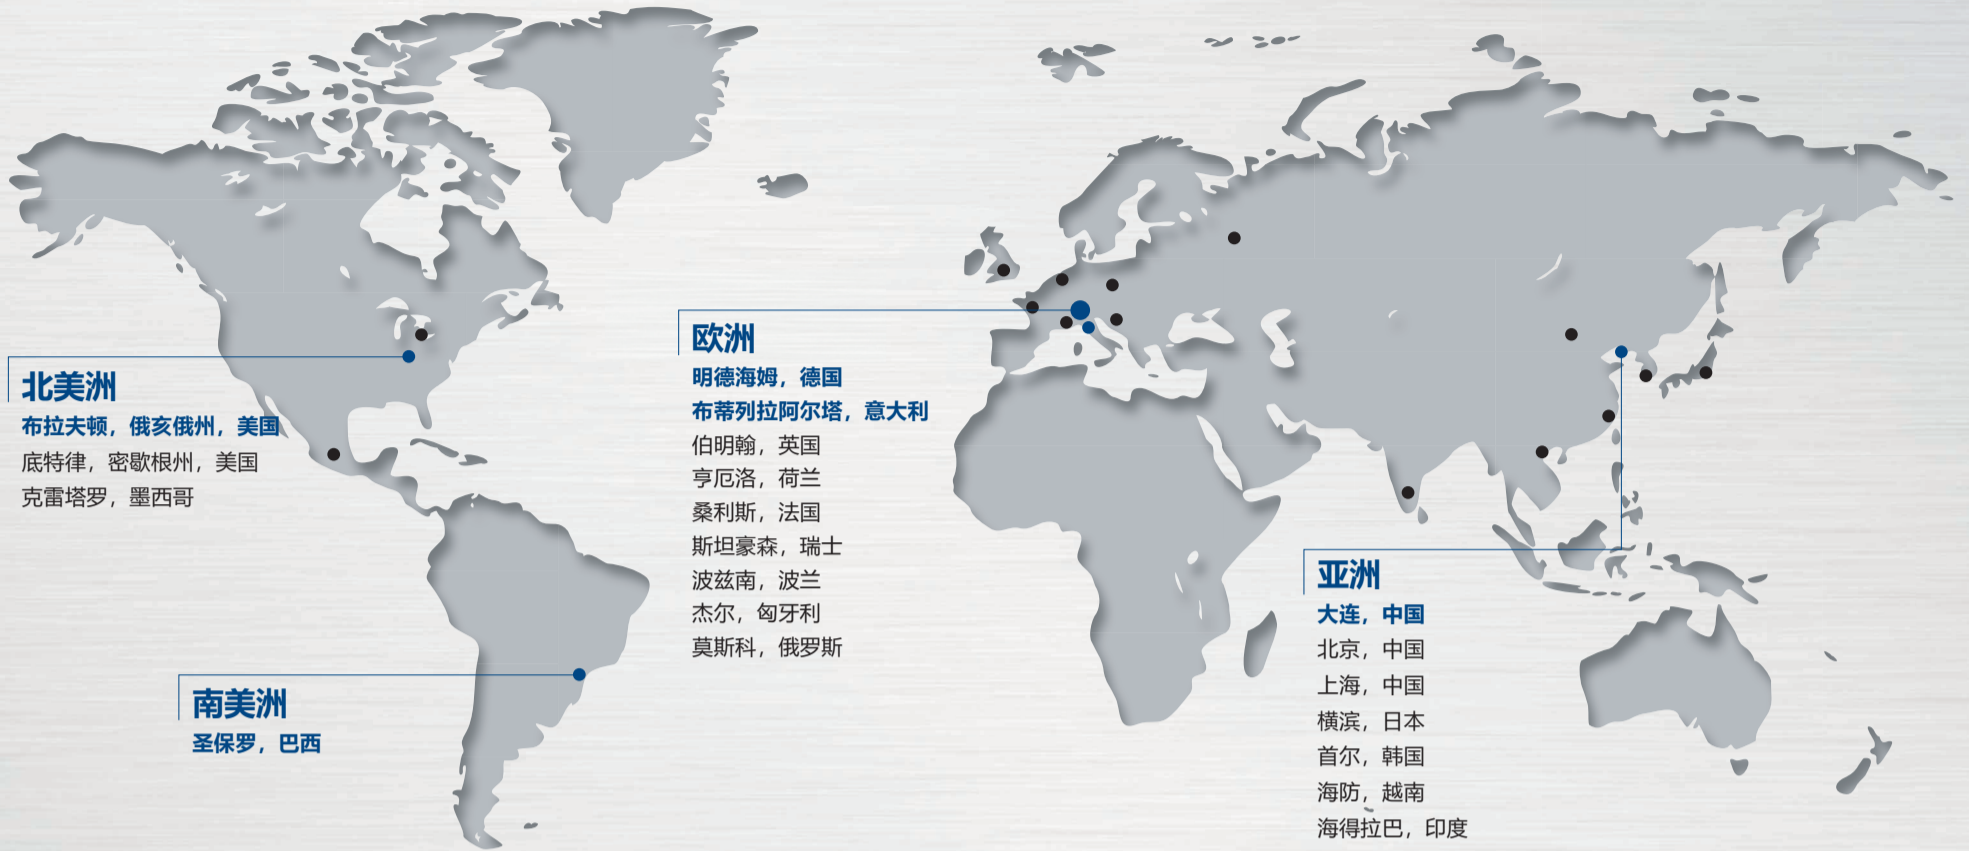 北美洲
布拉夫顿，俄亥俄州，美国
底特律，密歇根州，美国
克雷塔罗，墨西哥
南美洲
圣保罗，巴西
欧洲
明德海姆，德国
布蒂列拉阿尔塔，意大利
伯明翰，英国
亨厄洛，荷兰
桑利斯，法国
斯坦豪森，瑞士
波兹南，波兰
杰尔，匈牙利
莫斯科，俄罗斯
亚洲
大连，中国
北京，中国
上海，中国
横滨，日本
首尔，韩国
海防，越南
海得拉巴，印度